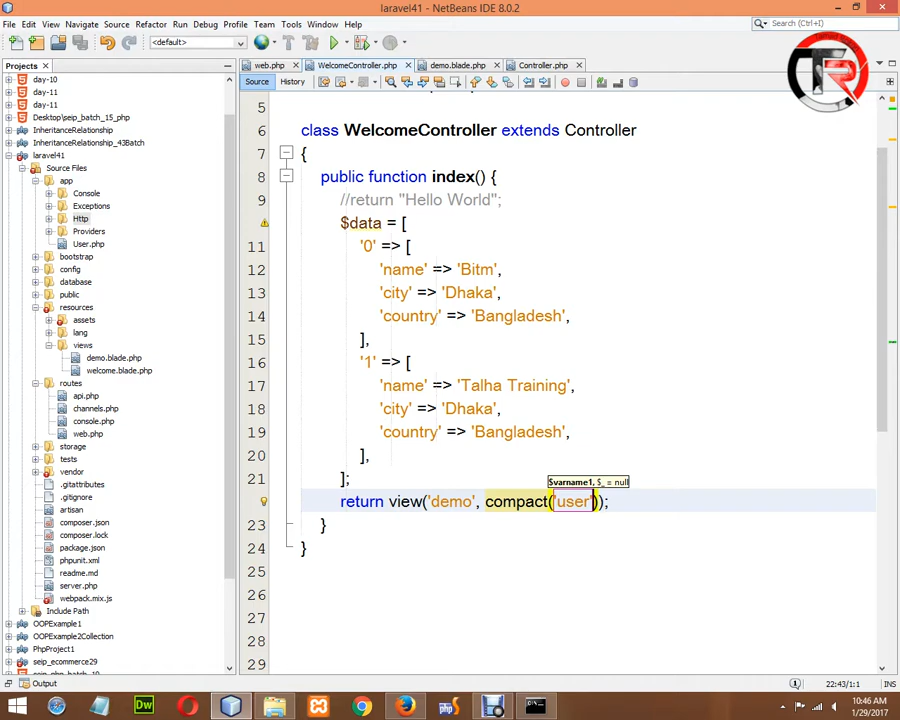 laravel41 - NetBeans IDE 8.0.2
File Edit View Navigate Source Refactor Run Debug Profile Team Tools Window Help
<default>
Search (Ctrl+I)
Projects
web.php
WelcomeController.php
demo.blade.php
Controller.php
Source
History
day-10
day-11
day-11
Desktop\seip_batch_15_php
InheritanceRelationship
InheritanceRelationship_43Batch
laravel41
Source Files
app
Console
Exceptions
Http
Providers
User.php
bootstrap
config
database
public
resources
assets
lang
views
demo.blade.php
welcome.blade.php
routes
api.php
channels.php
console.php
web.php
storage
tests
vendor
.gitattributes
.gitignore
artisan
composer.json
composer.lock
package.json
phpunit.xml
readme.md
server.php
webpack.mix.js
Include Path
OOPExample1
OOPExample2Collection
PhpProject1
seip_ecommerce29
5
6 class WelcomeController extends Controller
7 {
8 public function index() {
9 //return "Hello World";
$data = [
11 '0' => [
12 'name' => 'Bitm',
13 'city' => 'Dhaka',
14 'country' => 'Bangladesh',
15 ],
16 '1' => [
17 'name' => 'Talha Training',
18 'city' => 'Dhaka',
19 'country' => 'Bangladesh',
20 ],
21 ];
$varname1, $_ = null
return view('demo', compact('user'));
23 }
24 }
25
26
27
28
29
Output
22:43/1:1 INS
10:46 AM
1/29/2017